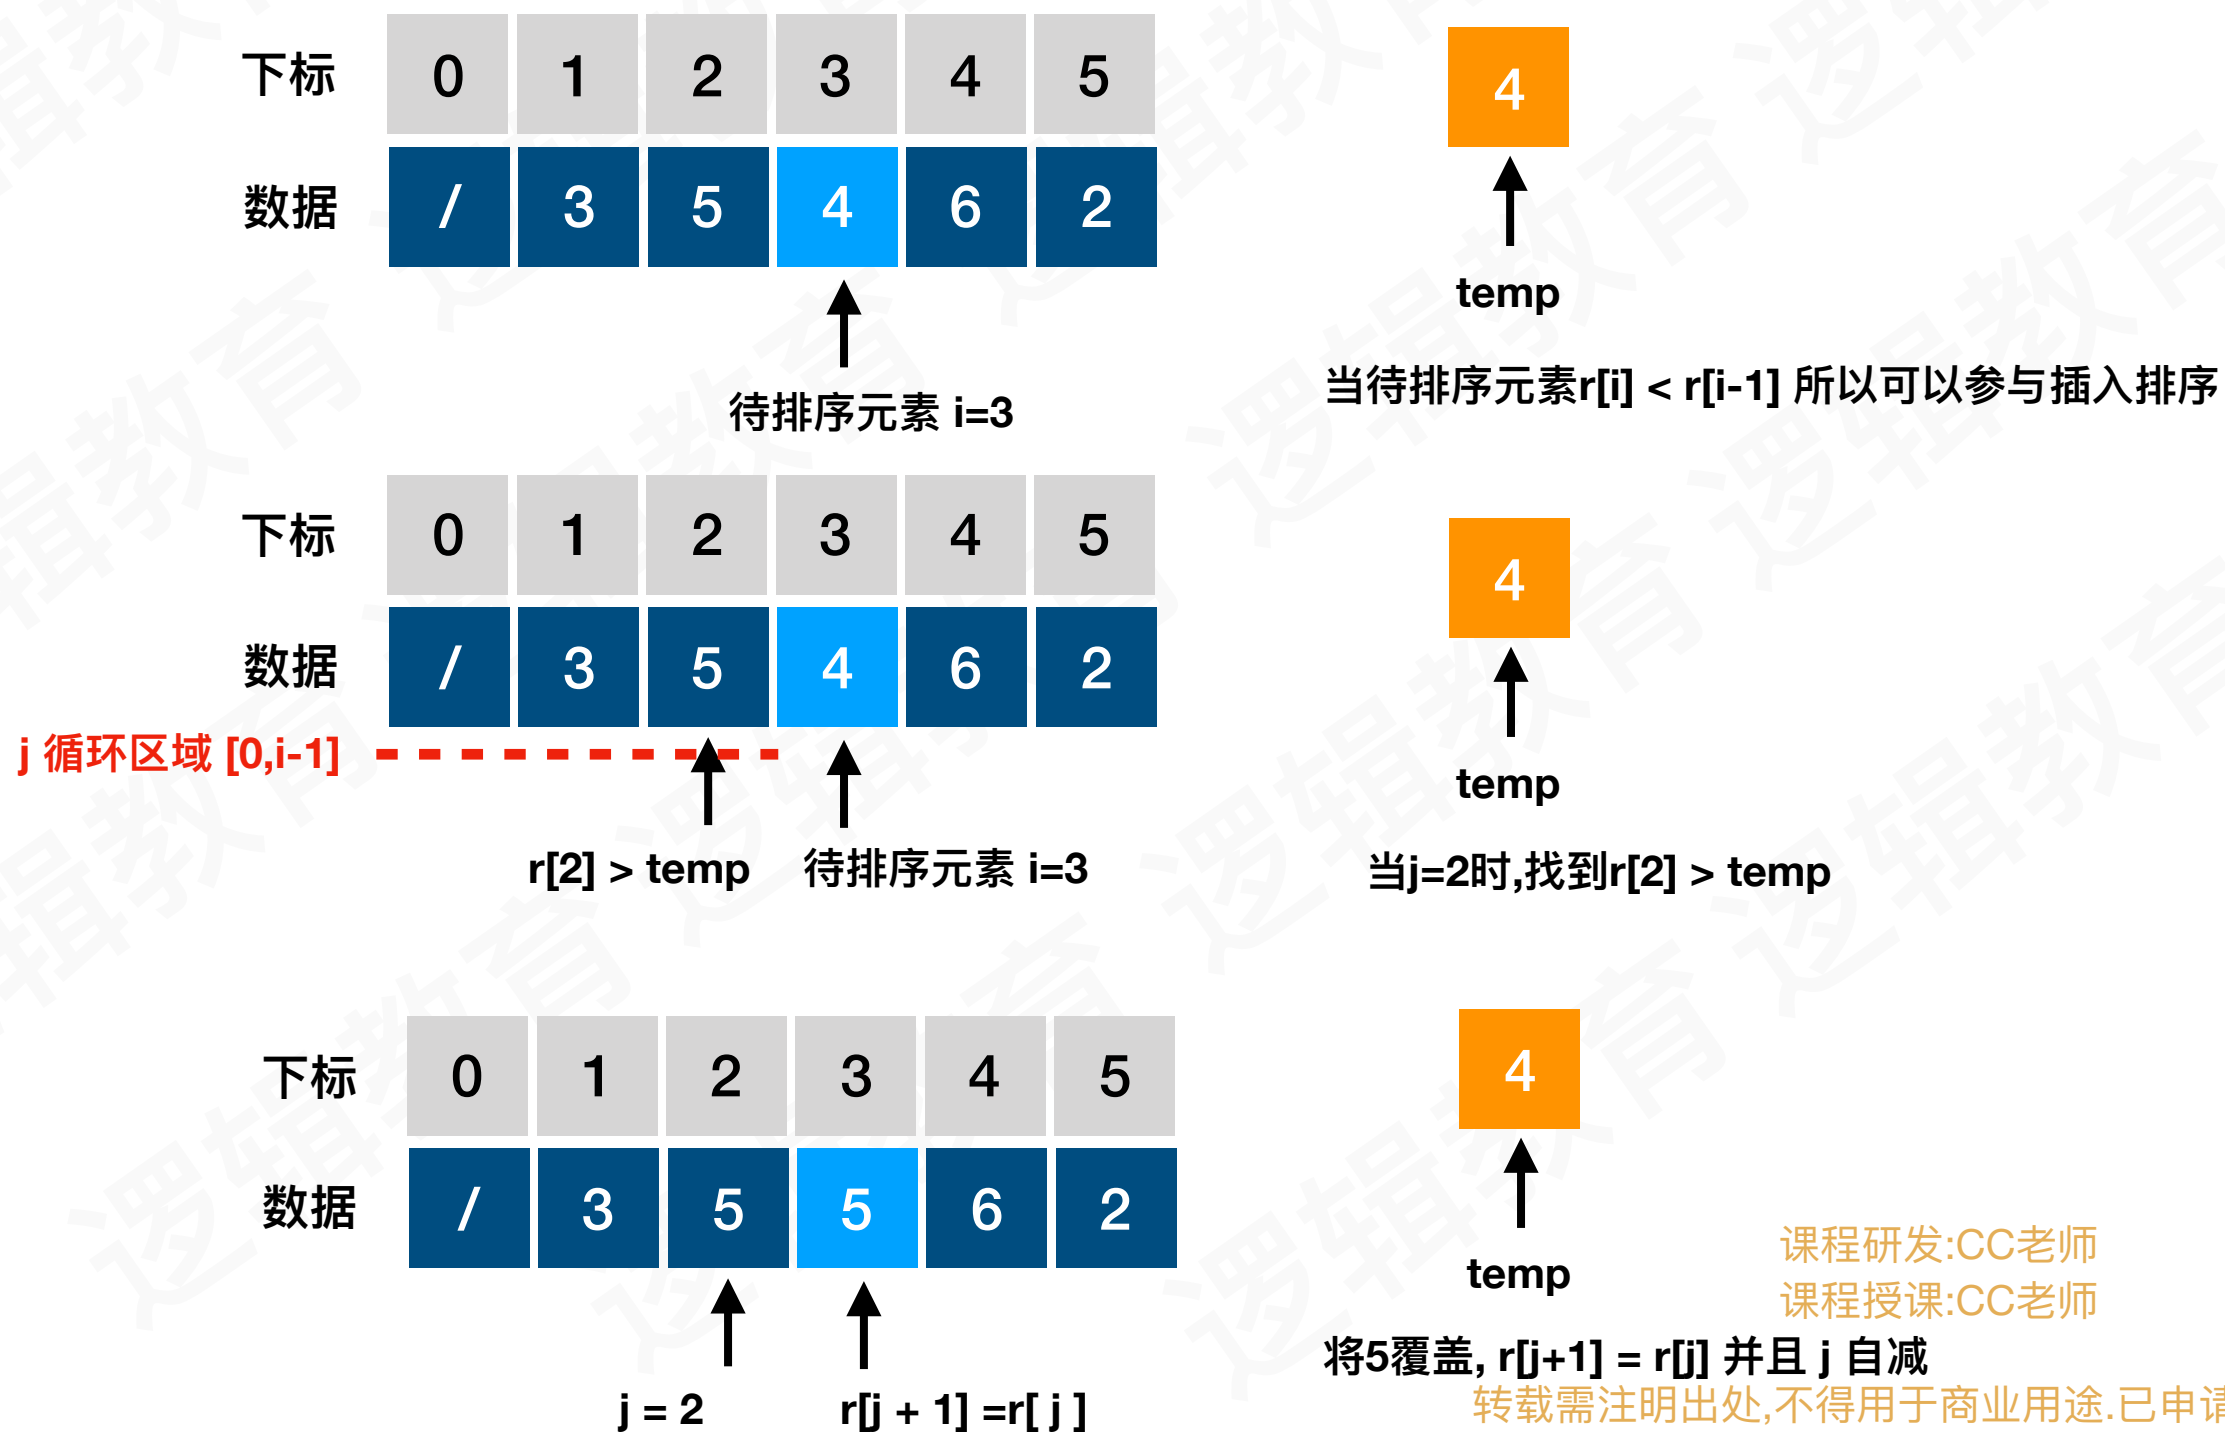 下标 0 1 2 3 4 5
数据 / 3 5 4 6 2
4
temp
待排序元素 i=3
当待排序元素r[i] < r[i-1] 所以可以参与插入排序
下标 0 1 2 3 4 5
数据 / 3 5 4 6 2
4
temp
j 循环区域 [0,i-1]
r[2] > temp
待排序元素 i=3
当j=2时,找到r[2] > temp
下标 0 1 2 3 4 5
数据 / 3 5 5 6 2
4
temp
j = 2
r[j + 1] =r[ j ]
课程研发:CC老师
课程授课:CC老师
将5覆盖, r[j+1] = r[j] 并且 j 自减
转载需注明出处,不得用于商业用途.已申请
逻辑教育